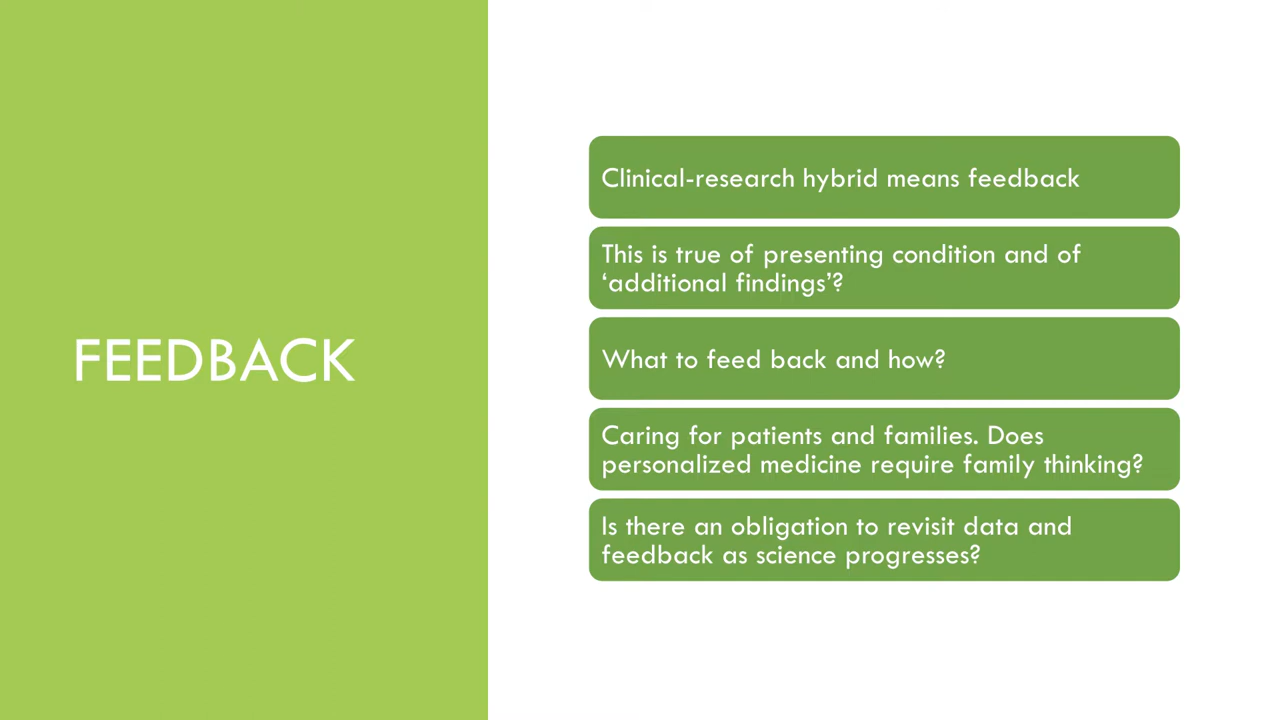 FEEDBACK
Clinical-research hybrid means feedback
This is true of presenting condition and of
‘additional findings’?
What to feed back and how?
Caring for patients and families. Does
personalized medicine require family thinking?
Is there an obligation to revisit data and
feedback as science progresses?